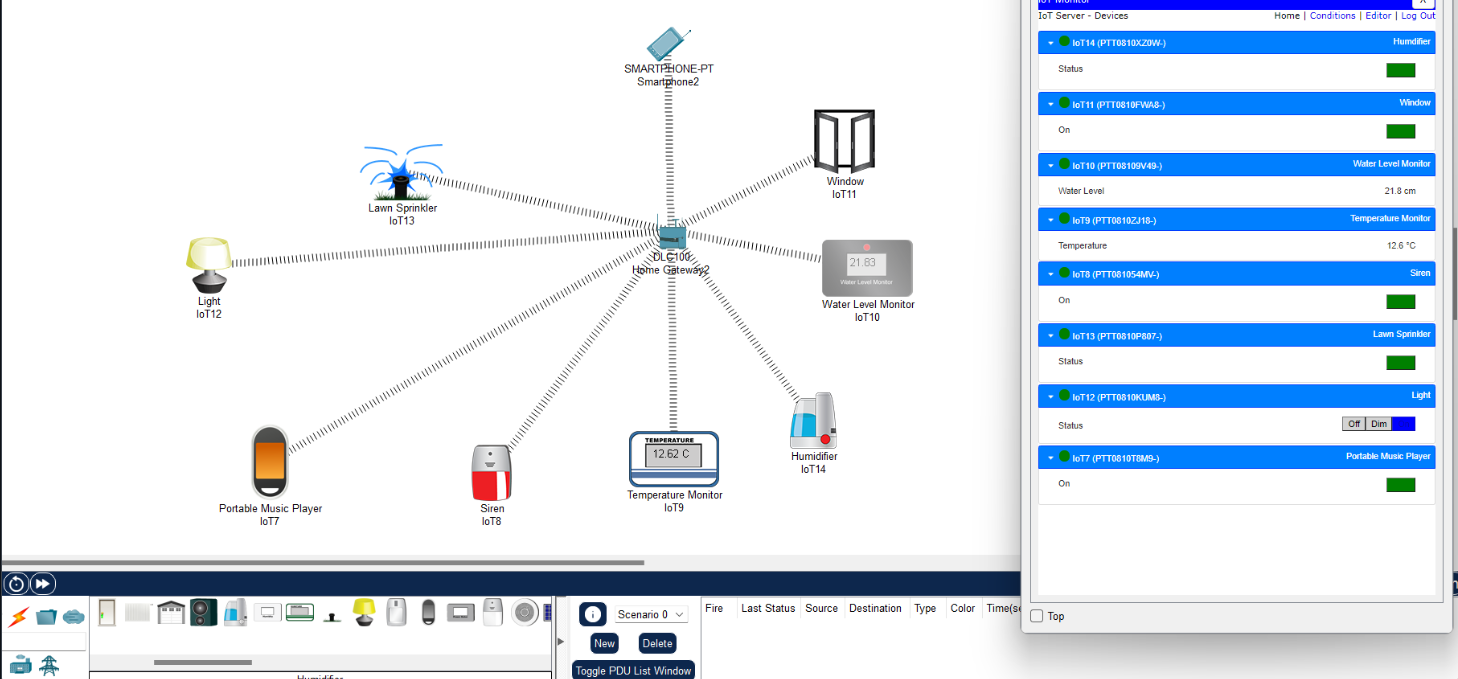 SMARTPHONE-PT
Smartphone2
Window
IoT11
Lawn Sprinkler
IoT13
DLC100
Home Gateway2
21.83
Water Level Monitor
Water Level Monitor
IoT10
Light
IoT12
TEMPERATURE
12.62 C
Humidifier
IoT14
Temperature Monitor
IoT9
Portable Music Player
IoT7
Siren
IoT8
IoT Monitor
X
IoT Server - Devices
Home | Conditions | Editor | Log Out
IoT14 (PTT0810XZ0W-) Humdifier
Status
IoT11 (PTT0810FWA8-) Window
On
IoT10 (PTT08109V49-) Water Level Monitor
Water Level 21.8 cm
IoT9 (PTT0810ZJ18-) Temperature Monitor
Temperature 12.6 °C
IoT8 (PTT081054MV-) Siren
On
IoT13 (PTT0810P807-) Lawn Sprinkler
Status
IoT12 (PTT0810KUM8-) Light
Status Off Dim
IoT7 (PTT0810T8M9-) Portable Music Player
On
Top
Scenario 0
New Delete
Toggle PDU List Window
Fire Last Status Source Destination Type Color Time(se
Humidifier